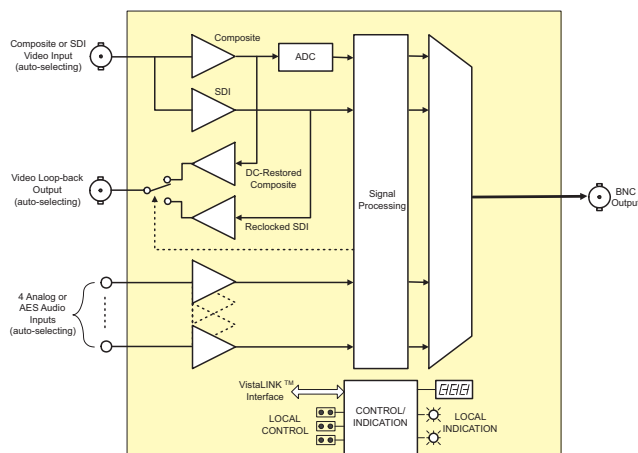 Composite or SDI
Video Input
(auto-selecting)
Composite
ADC
SDI
Video Loop-back
Output
(auto-selecting)
DC-Restored
Composite
Reclocked SDI
Signal
Processing
BNC
Output
4 Analog or
AES Audio
Inputs
(auto-selecting)
VistaLINK ™
Interface
LOCAL
CONTROL
CONTROL/
INDICATION
LOCAL
INDICATION